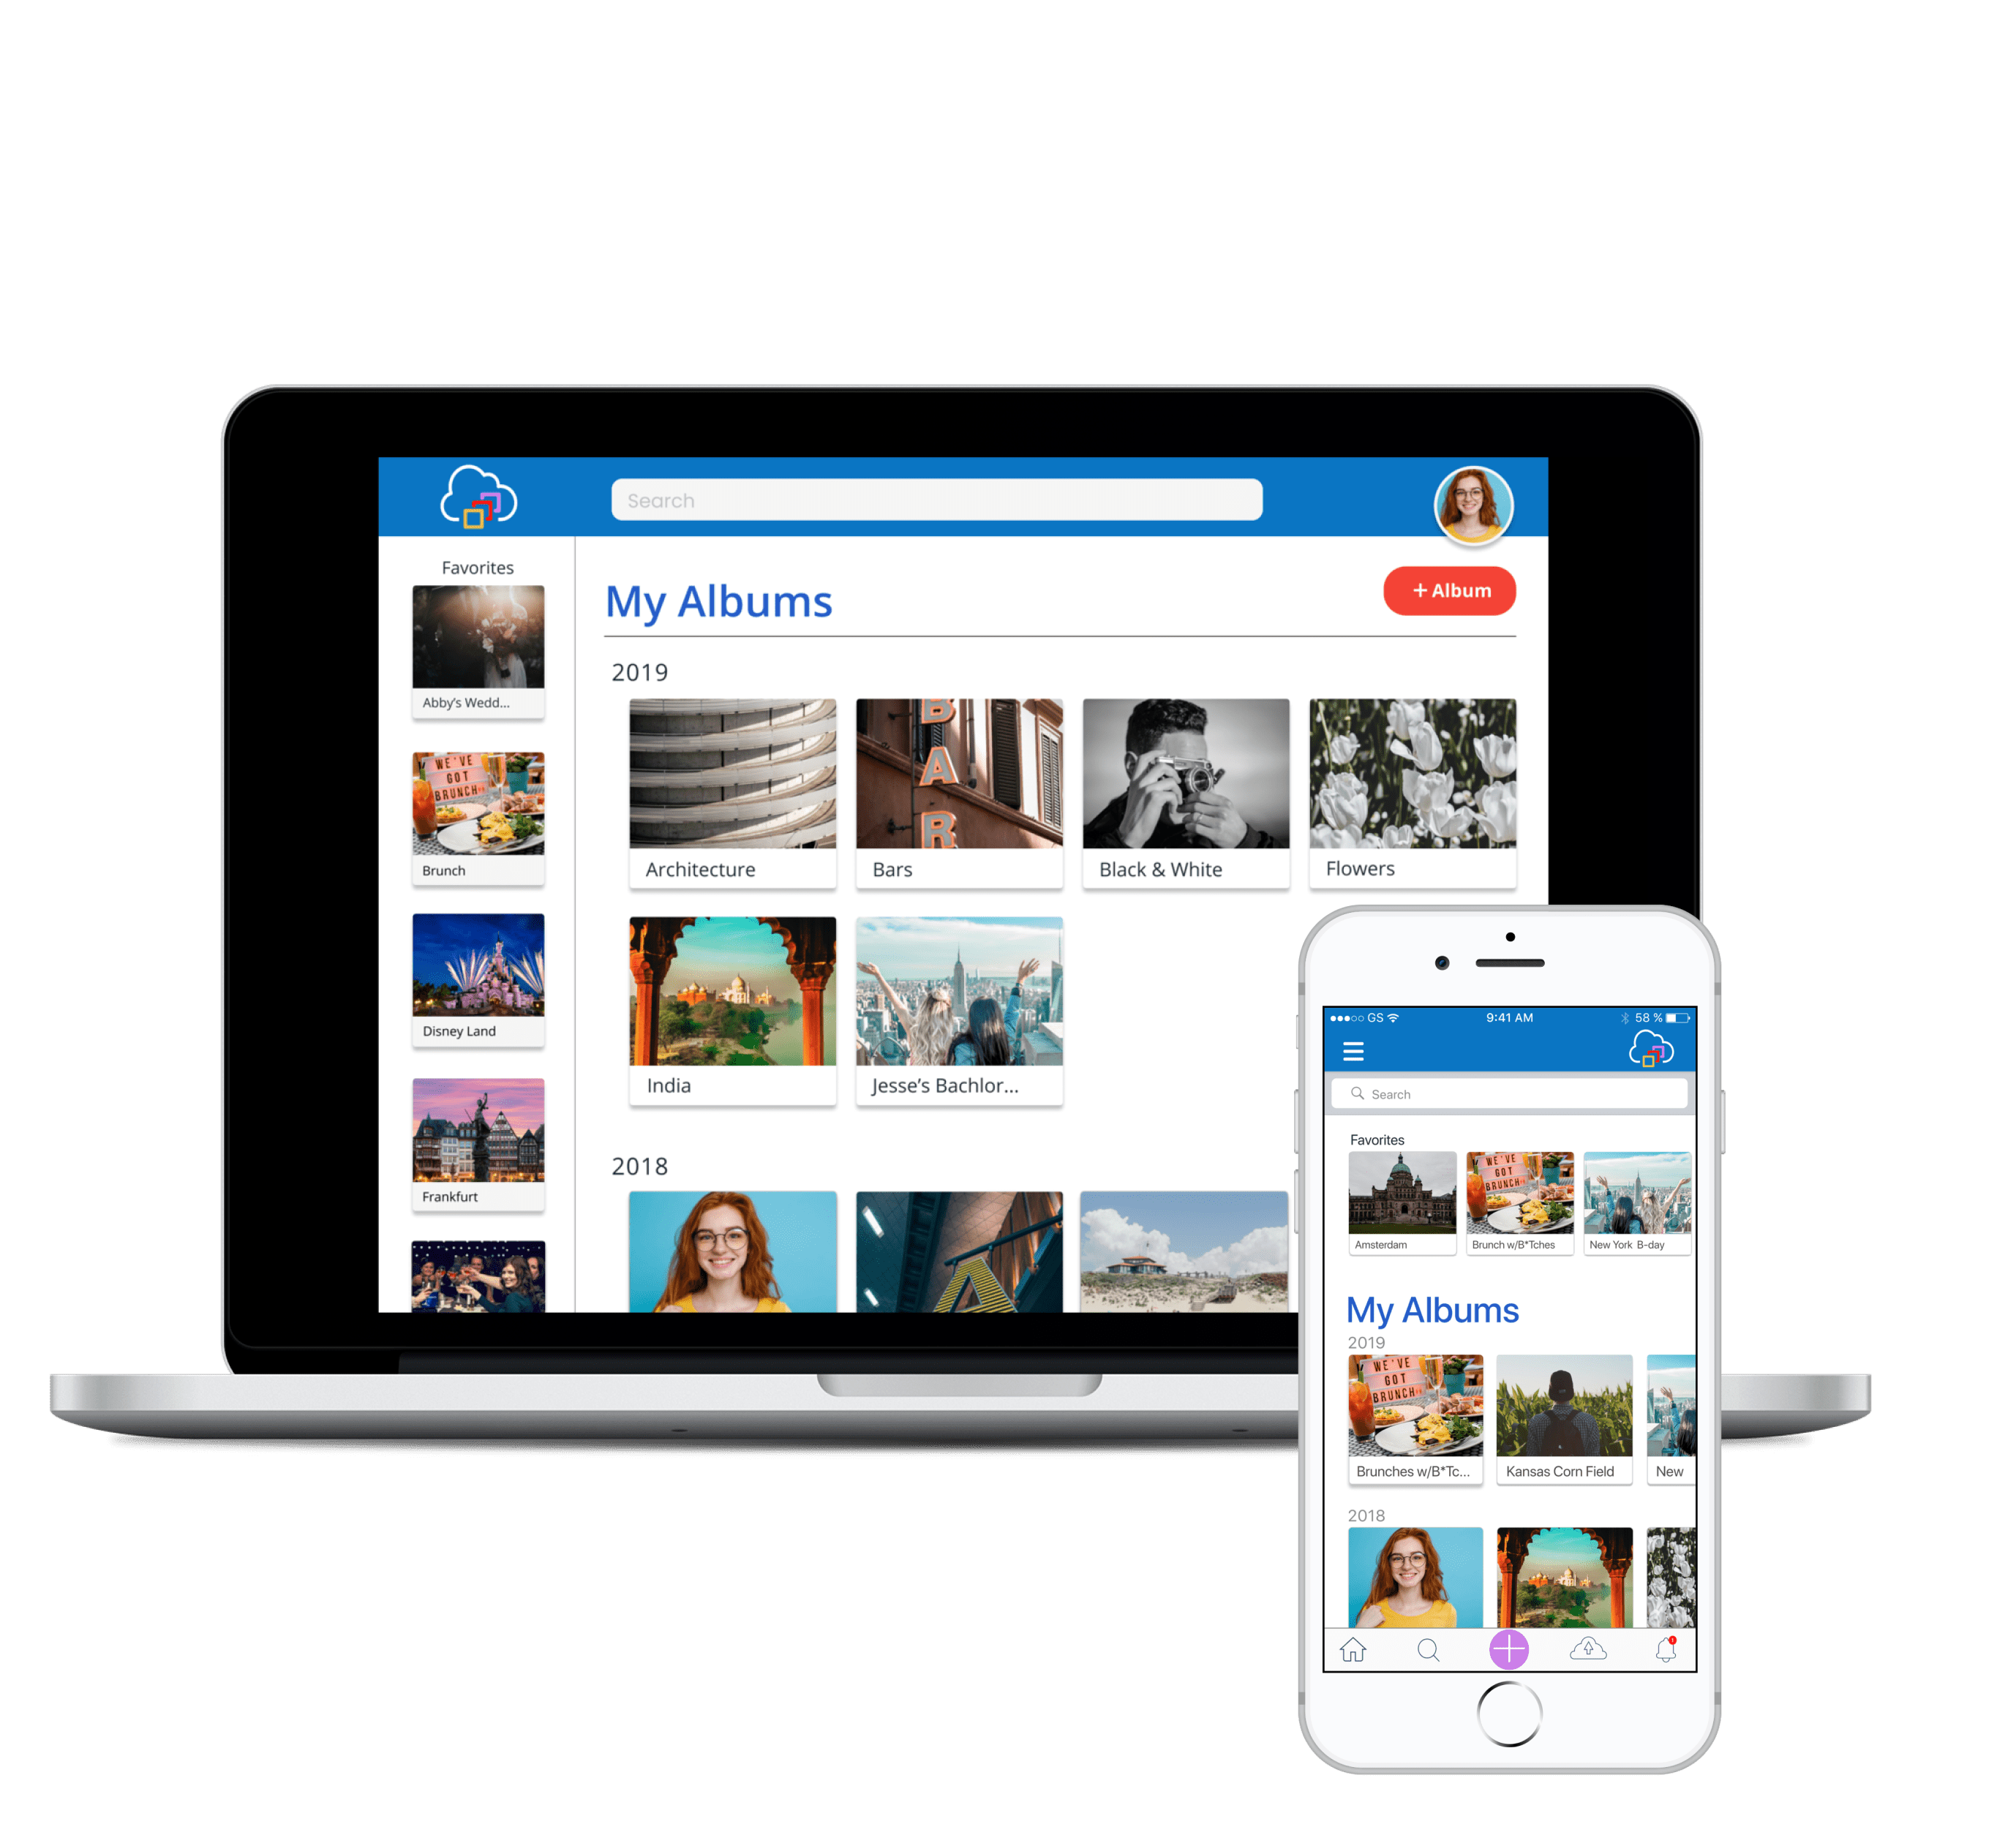 Search
Favorites
Abby's Wedd...
WE'VE
GOT
BRUNCH
Brunch
Disney Land
Frankfurt
My Albums
+ Album
2019
BAR
Architecture
Bars
Black & White
Flowers
India
Jesse's Bachlor...
2018
A
GS
9:41 AM
58 %
Search
Favorites
WE'VE
GOT
BRUNCH
Amsterdam
Brunch w/B*Tches
New York B-day
My Albums
2019
WE'VE
GOT
BRUNCH
Brunches w/B*Tc...
Kansas Corn Field
New
2018